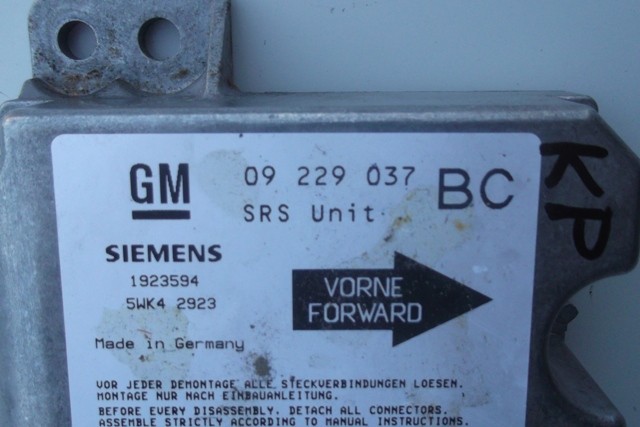 GM
09 229 037 BC
SRS Unit
SIEMENS
1923594
5WK4 2923
VORNE
FORWARD
Made in Germany
VOR JEDER DEMONTAGE ALLE STECKVERBINDUNGEN LOESEN.
MONTAGE NUR NACH EINBAUANLEITUNG.
BEFORE EVERY DISASSEMBLY, DETACH ALL CONNECTORS.
ASSEMBLE STRICTLY ACCORDING TO MANUAL INSTRUCTIONS.
KP